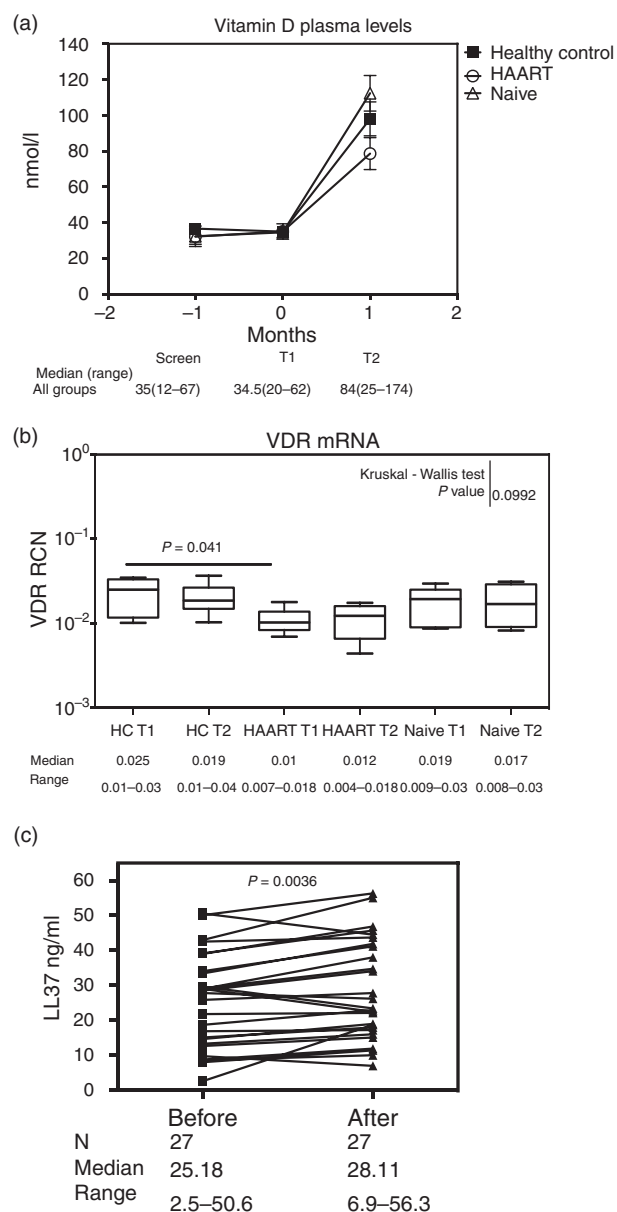 (a)
Vitamin D plasma levels
140
120
100
80
60
40
20
0
nmol/l
Healthy control
HAART
Naive
−2 −1 0 1 2
Months
Screen T1 T2
Median (range)
All groups 35(12–67) 34.5(20–62) 84(25–174)
(b)
VDR mRNA
10⁰
10⁻¹
10⁻²
10⁻³
VDR RCN
Kruskal - Wallis test
P value 0.0992
P = 0.041
HC T1 HC T2 HAART T1 HAART T2 Naive T1 Naive T2
Median 0.025 0.019 0.01 0.012 0.019 0.017
Range 0.01–0.03 0.01–0.04 0.007–0.018 0.004–0.018 0.009–0.03 0.008–0.03
(c)
P = 0.0036
60
50
40
30
20
10
0
LL37 ng/ml
Before After
N 27 27
Median 25.18 28.11
Range 2.5–50.6 6.9–56.3